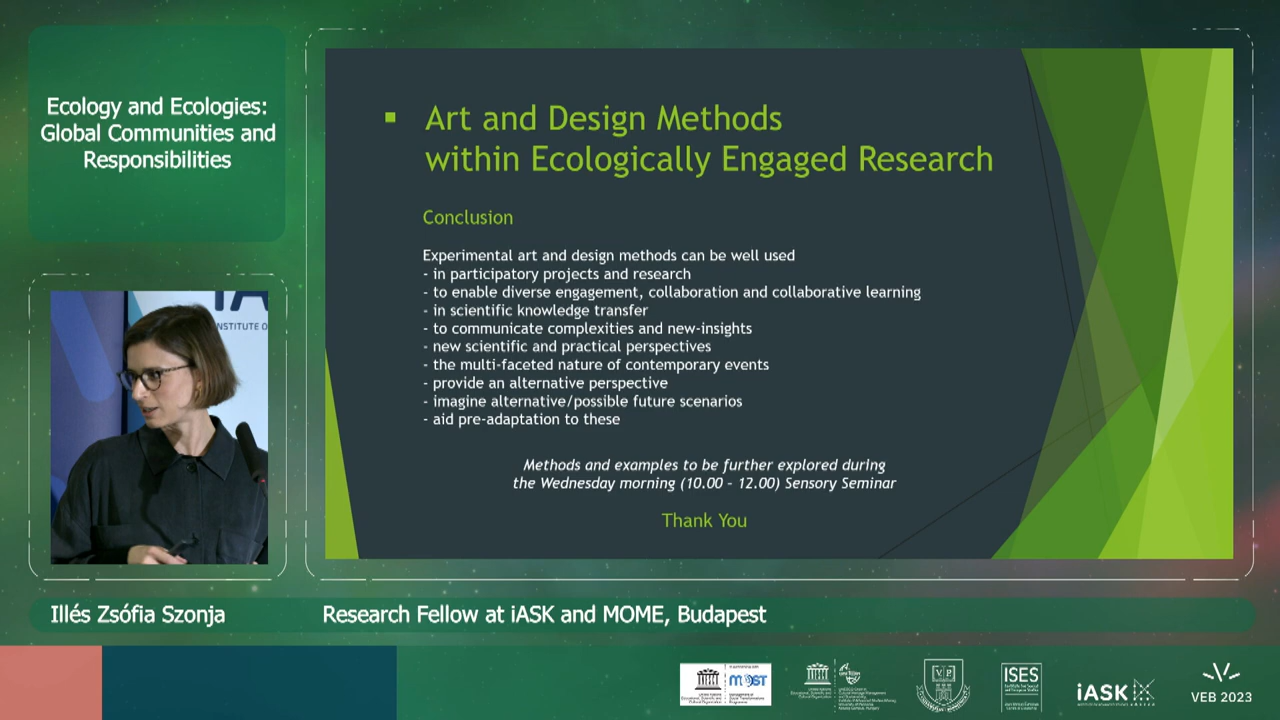 Ecology and Ecologies:
Global Communities and
Responsibilities
INSTITUTE O
▪ Art and Design Methods
within Ecologically Engaged Research
Conclusion
Experimental art and design methods can be well used
- in participatory projects and research
- to enable diverse engagement, collaboration and collaborative learning
- in scientific knowledge transfer
- to communicate complexities and new-insights
- new scientific and practical perspectives
- the multi-faceted nature of contemporary events
- provide an alternative perspective
- imagine alternative/possible future scenarios
- aid pre-adaptation to these
Methods and examples to be further explored during
the Wednesday morning (10.00 - 12.00) Sensory Seminar
Thank You
Illés Zsófia Szonja
Research Fellow at iASK and MOME, Budapest
MOST
ISES
iASK
VEB 2023